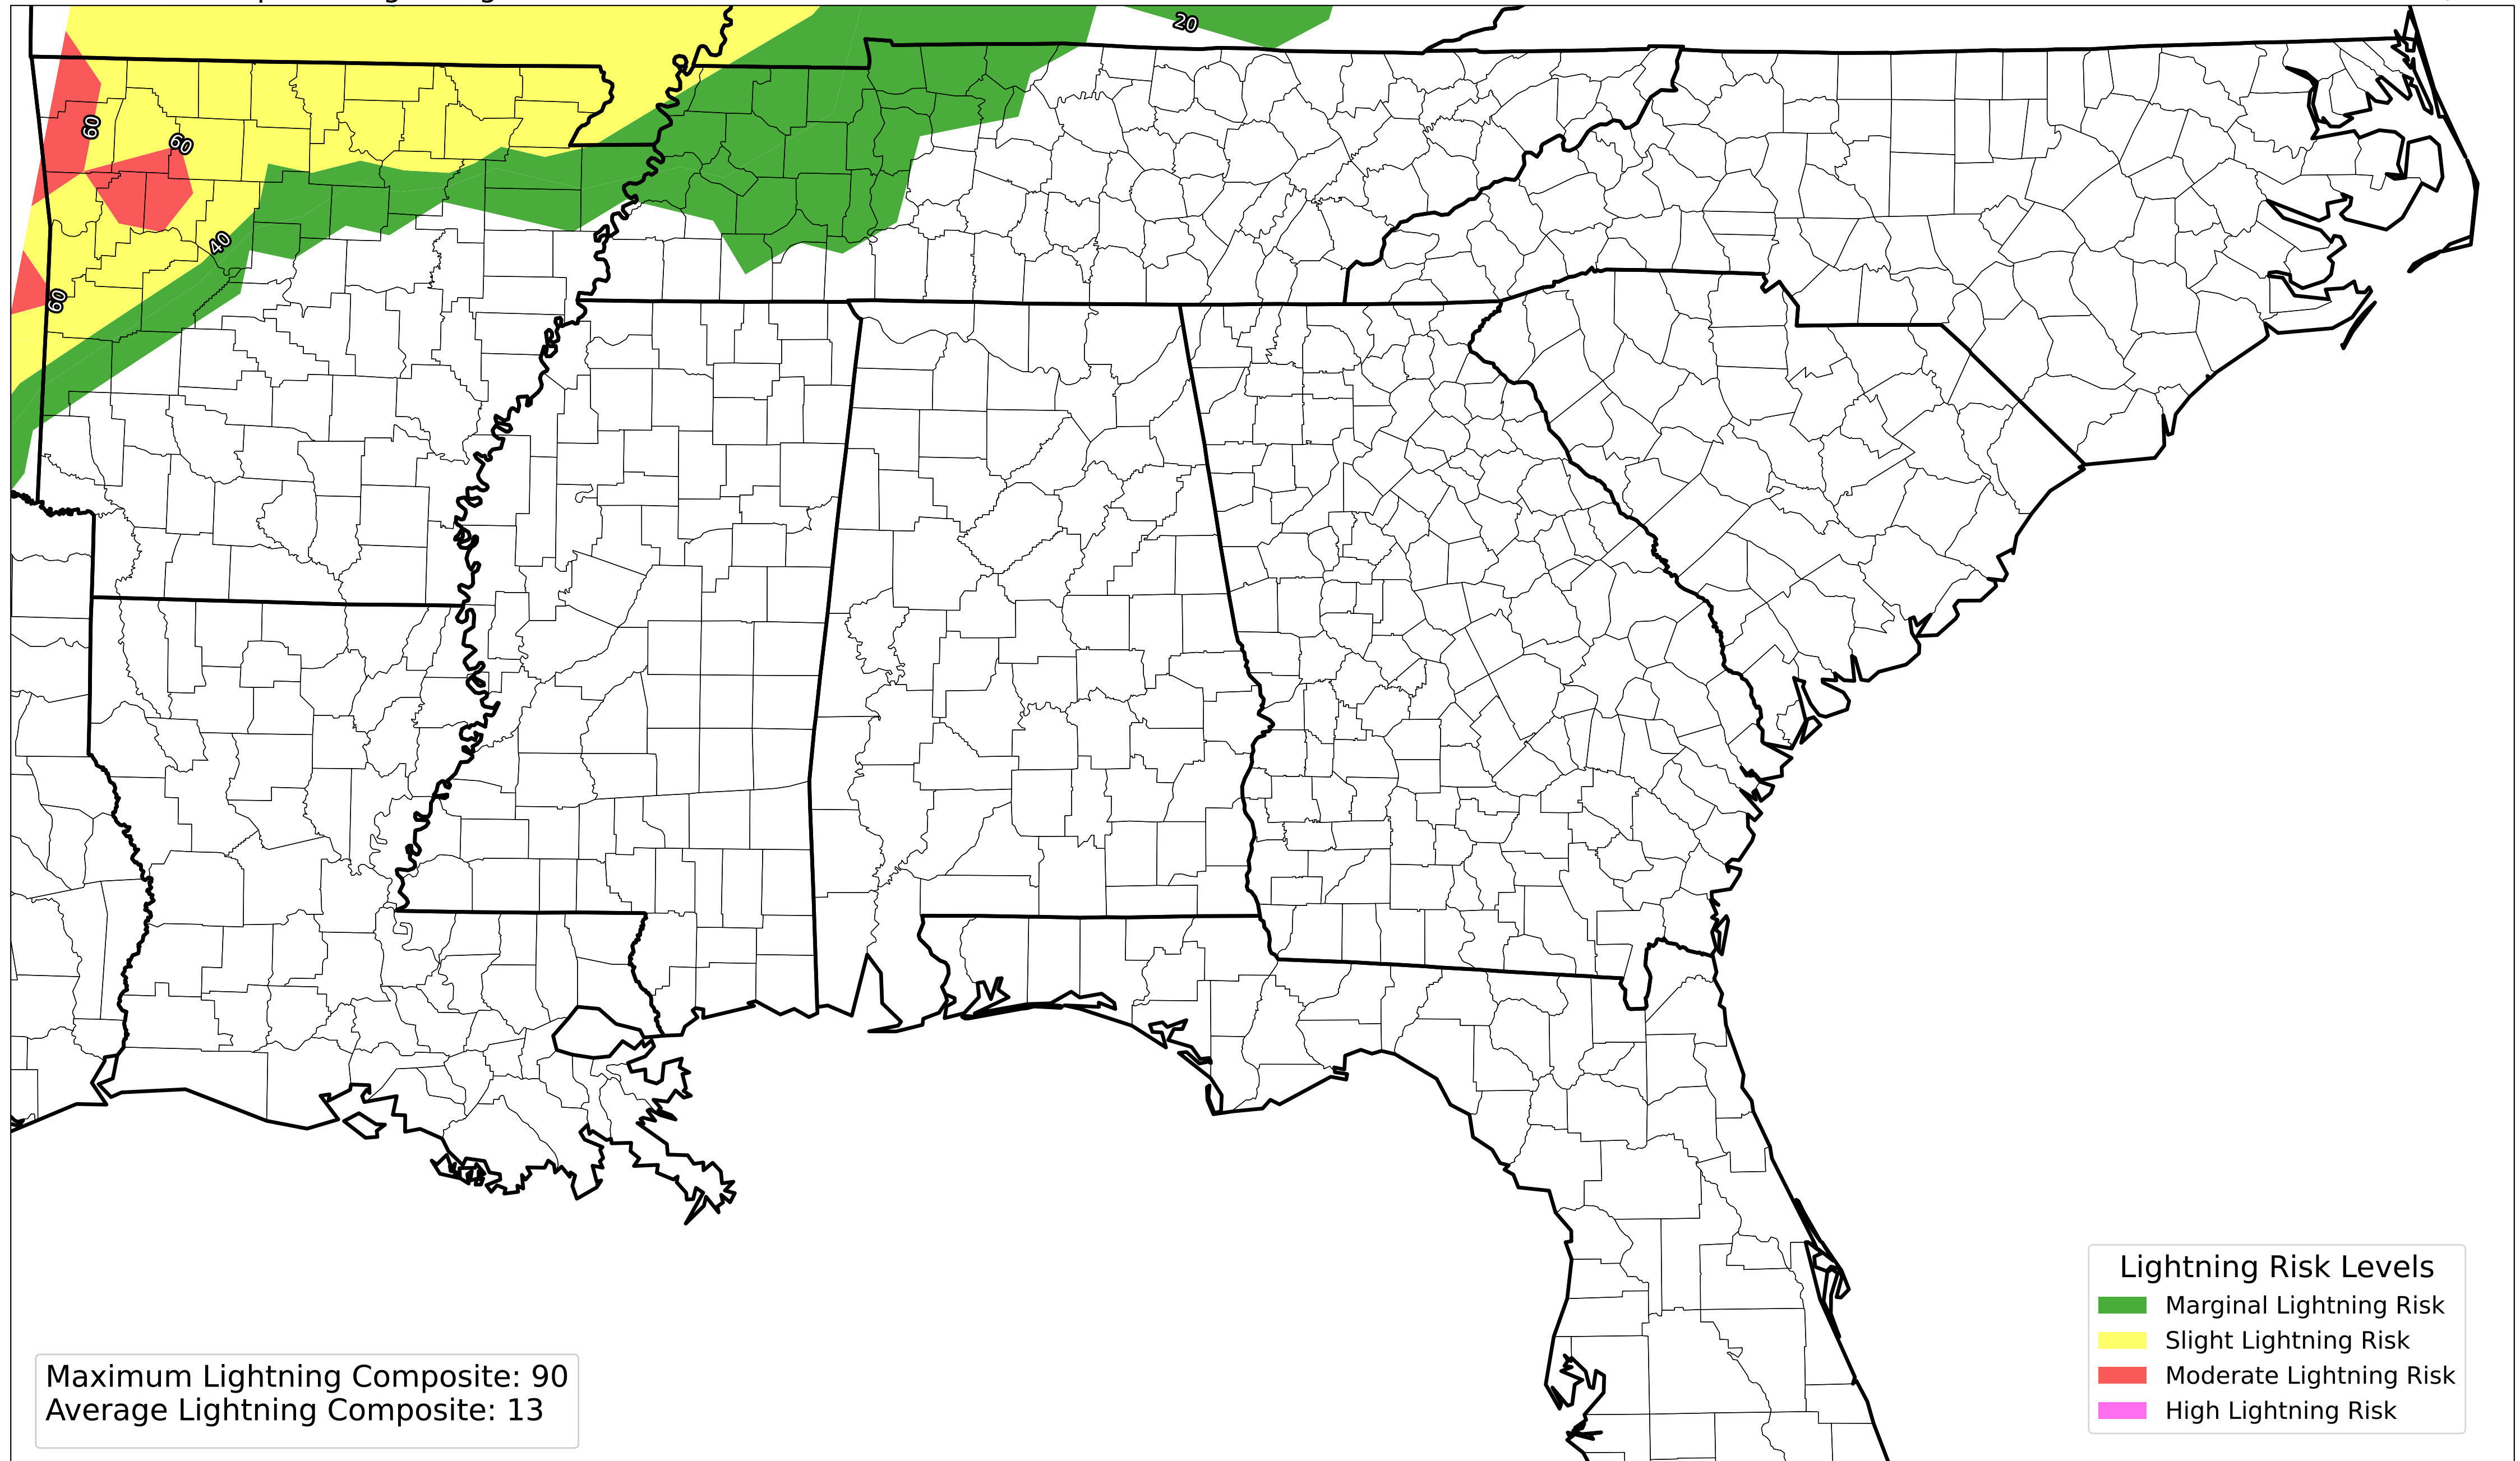 20
60
60
40
60
Lightning Risk Levels
Marginal Lightning Risk
Slight Lightning Risk
Moderate Lightning Risk
High Lightning Risk
Maximum Lightning Composite: 90
Average Lightning Composite: 13